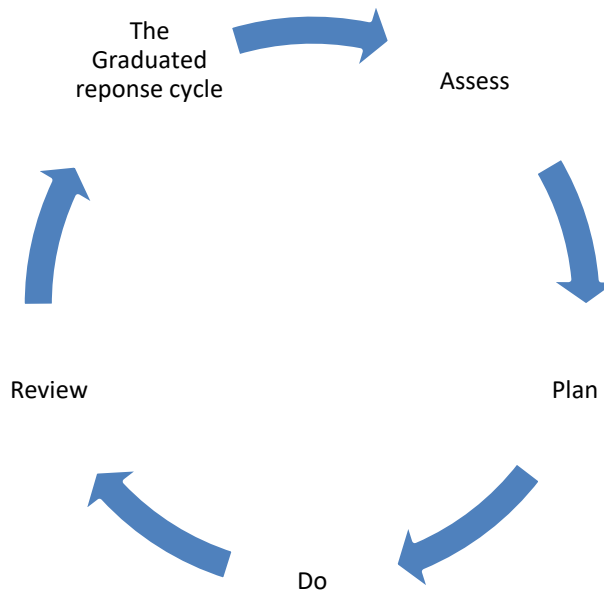 The
Graduated
reponse cycle
Assess
Plan
Do
Review